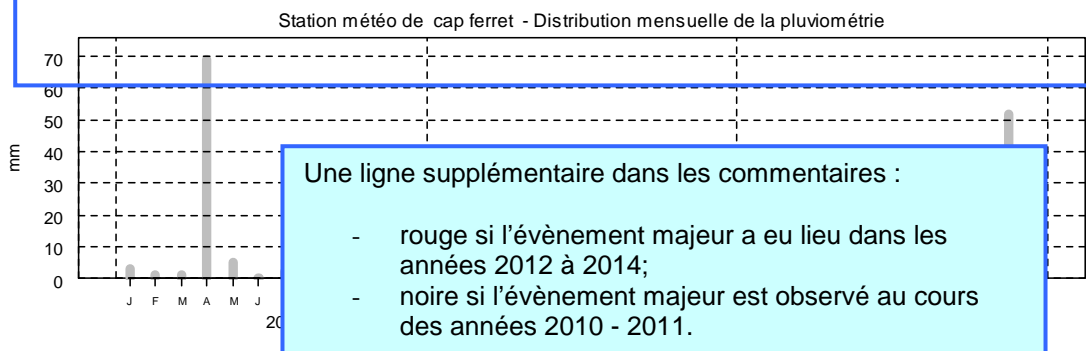 Station météo de cap ferret - Distribution mensuelle de la pluviométrie
70
60
50
40
30
20
10
0
mm
J F M A M J
20
Une ligne supplémentaire dans les commentaires :
- rouge si l'évènement majeur a eu lieu dans les
années 2012 à 2014;
- noire si l'évènement majeur est observé au cours
des années 2010 - 2011.